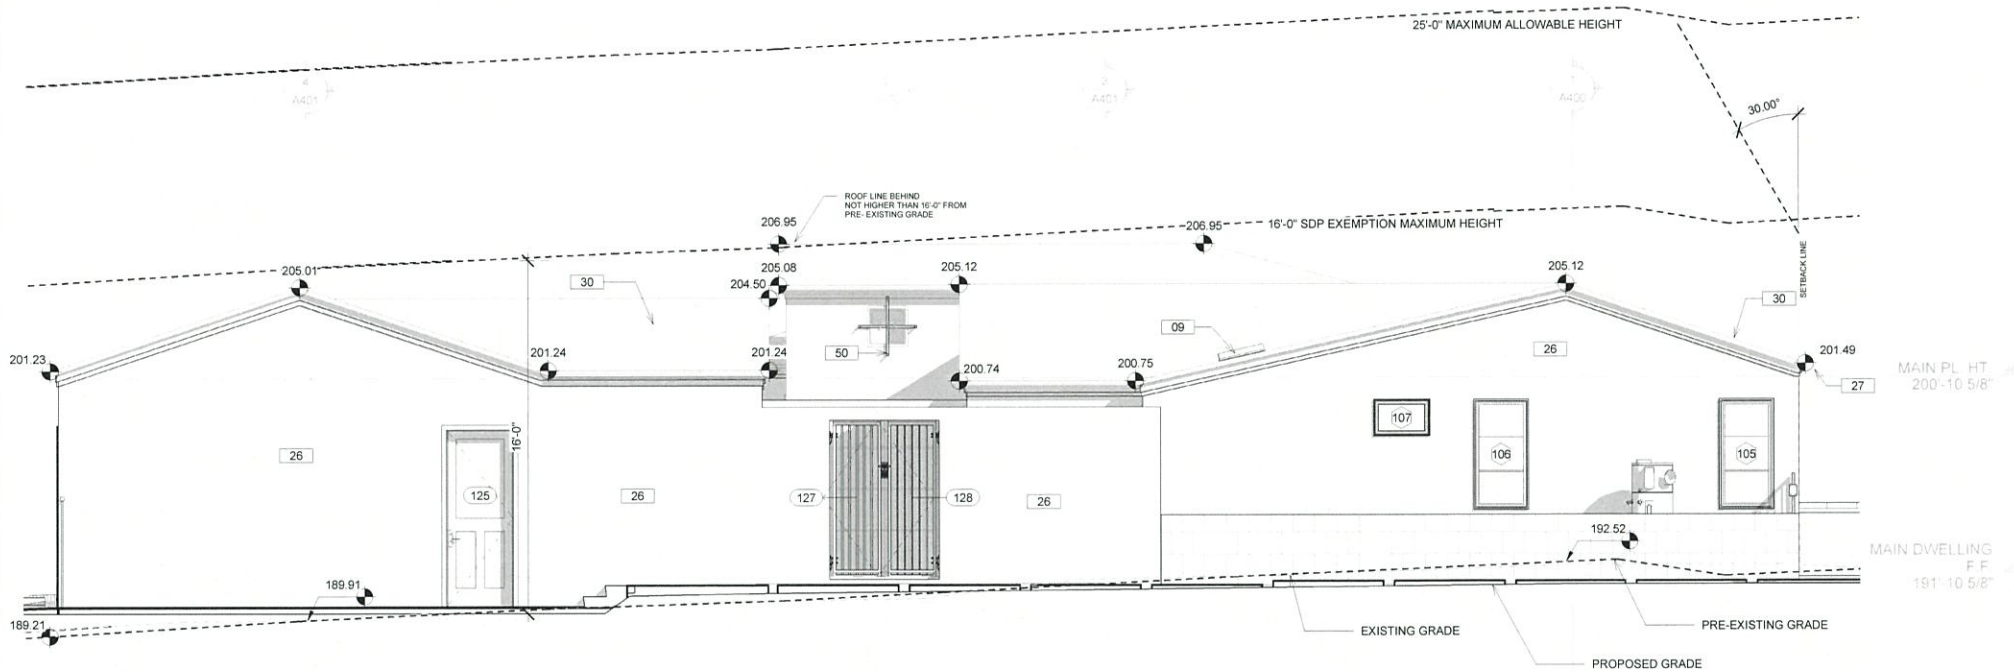 25'-0" MAXIMUM ALLOWABLE HEIGHT
4
A401
A401
A400
30.00°
ROOF LINE BEHIND
NOT HIGHER THAN 16'-0" FROM
PRE- EXISTING GRADE
206.95
206.95
16'-0" SDP EXEMPTION MAXIMUM HEIGHT
SETBACK LINE
205.01
30
205.08
204.50
205.12
205.12
30
09
50
26
201.23
201.24
201.24
200.74
200.75
201.49
27
MAIN PL. HT
200'-10 5/8"
107
106
105
16'-0"
26
125
26
127
128
26
192.52
MAIN DWELLING
F F
191'-10 5/8"
189.91
189.21
EXISTING GRADE
PRE-EXISTING GRADE
PROPOSED GRADE